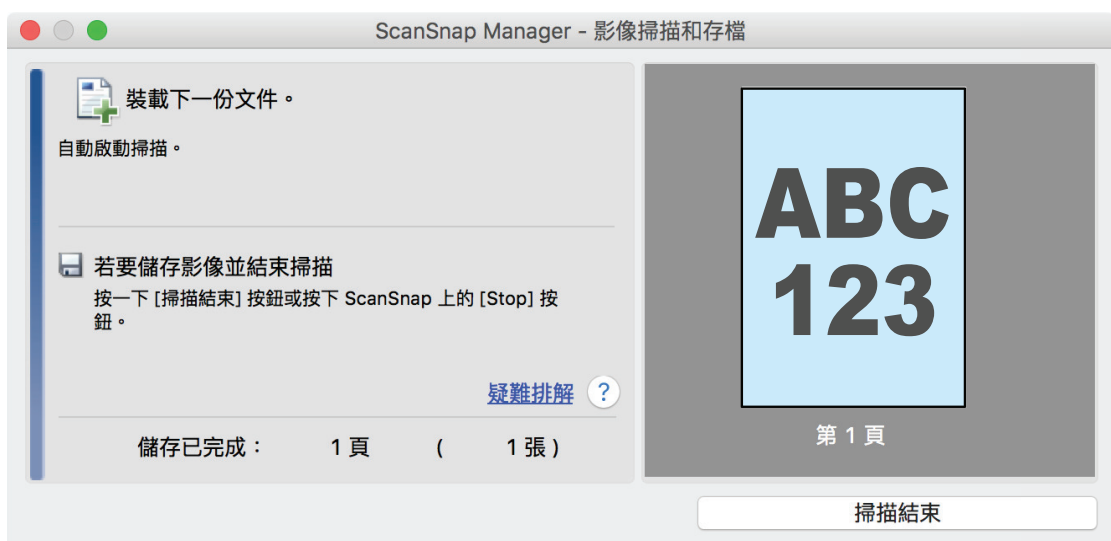 ScanSnap Manager - 影像掃描和存檔
裝載下一份文件。
自動啟動掃描。
若要儲存影像並結束掃描
按一下 [掃描結束] 按鈕或按下 ScanSnap 上的 [Stop] 按
鈕。
疑難排解 ?
儲存已完成： 1 頁 ( 1 張 )
ABC
123
第 1 頁
掃描結束